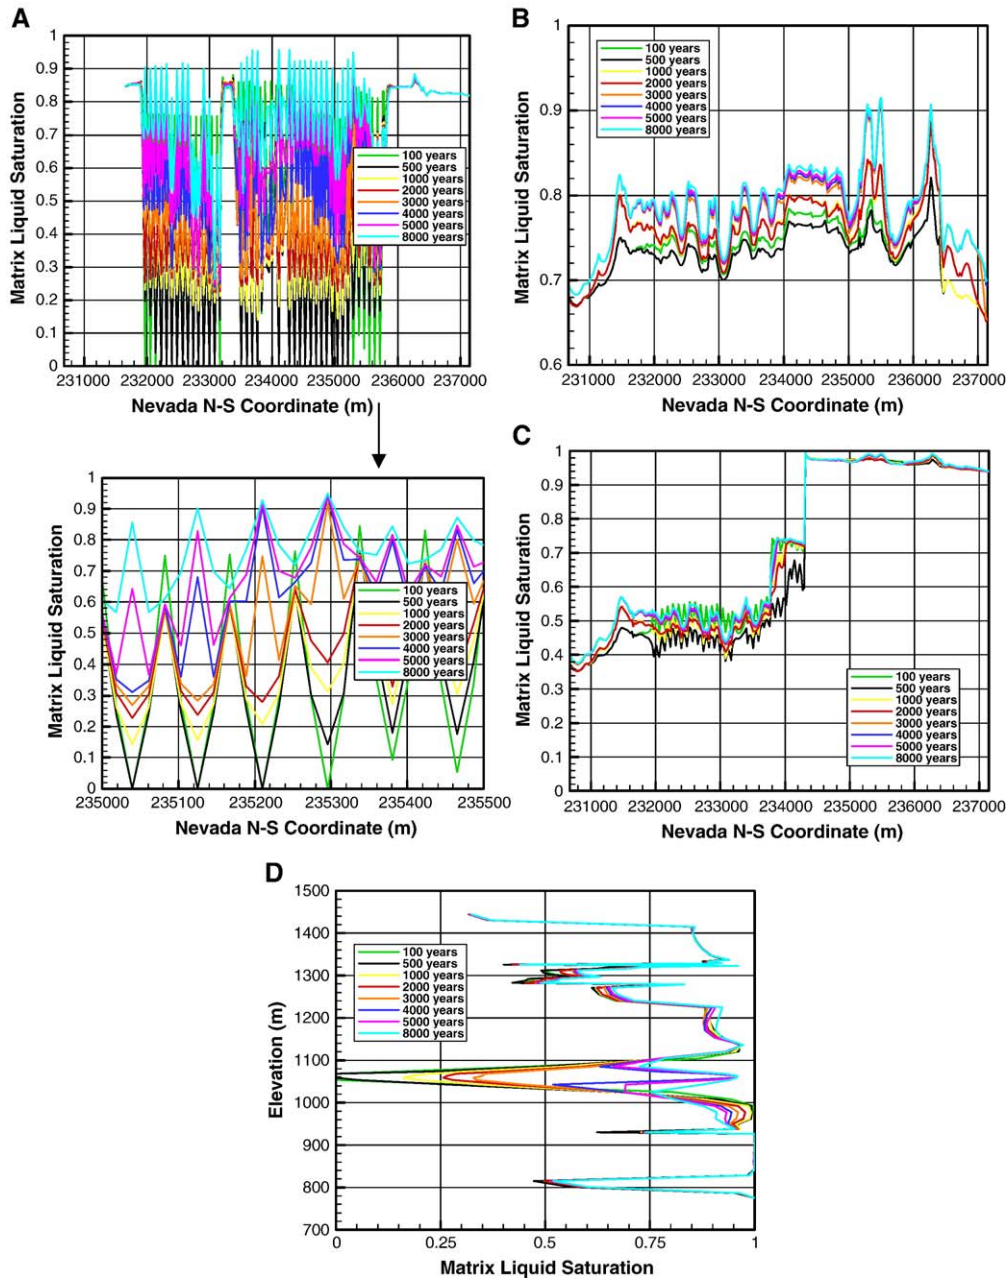 A
1
0.9
0.8
0.7
0.6
0.5
0.4
0.3
0.2
0.1
0
Matrix Liquid Saturation
100 years
500 years
1000 years
2000 years
3000 years
4000 years
5000 years
8000 years
231000 232000 233000 234000 235000 236000 237000
Nevada N-S Coordinate (m)
B
1
0.9
0.8
0.7
0.6
Matrix Liquid Saturation
100 years
500 years
1000 years
2000 years
3000 years
4000 years
5000 years
8000 years
231000 232000 233000 234000 235000 236000 237000
Nevada N-S Coordinate (m)
1
0.9
0.8
0.7
0.6
0.5
0.4
0.3
0.2
0.1
0
Matrix Liquid Saturation
100 years
500 years
1000 years
2000 years
3000 years
4000 years
5000 years
8000 years
235000 235100 235200 235300 235400 235500
Nevada N-S Coordinate (m)
C
1
0.9
0.8
0.7
0.6
0.5
0.4
0.3
0.2
0.1
0
Matrix Liquid Saturation
100 years
500 years
1000 years
2000 years
3000 years
4000 years
5000 years
8000 years
231000 232000 233000 234000 235000 236000 237000
Nevada N-S Coordinate (m)
D
1500
1400
1300
1200
1100
1000
900
800
700
Elevation (m)
100 years
500 years
1000 years
2000 years
3000 years
4000 years
5000 years
8000 years
0 0.25 0.5 0.75 1
Matrix Liquid Saturation